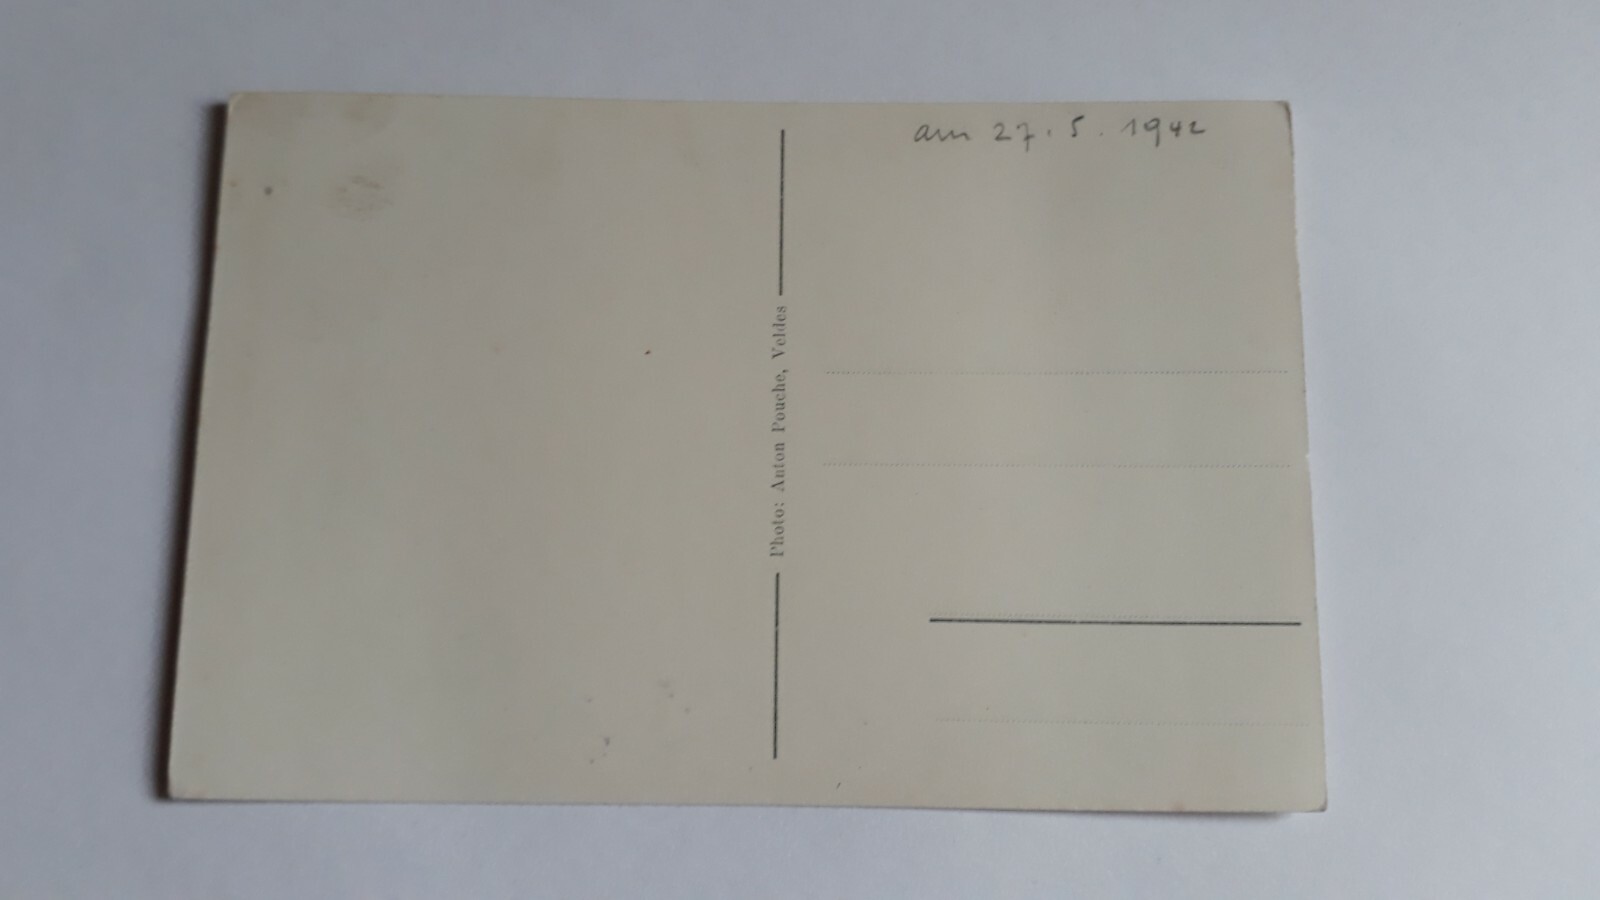 am 27. 5. 1942
Photo: Anton Pouche, Veldes